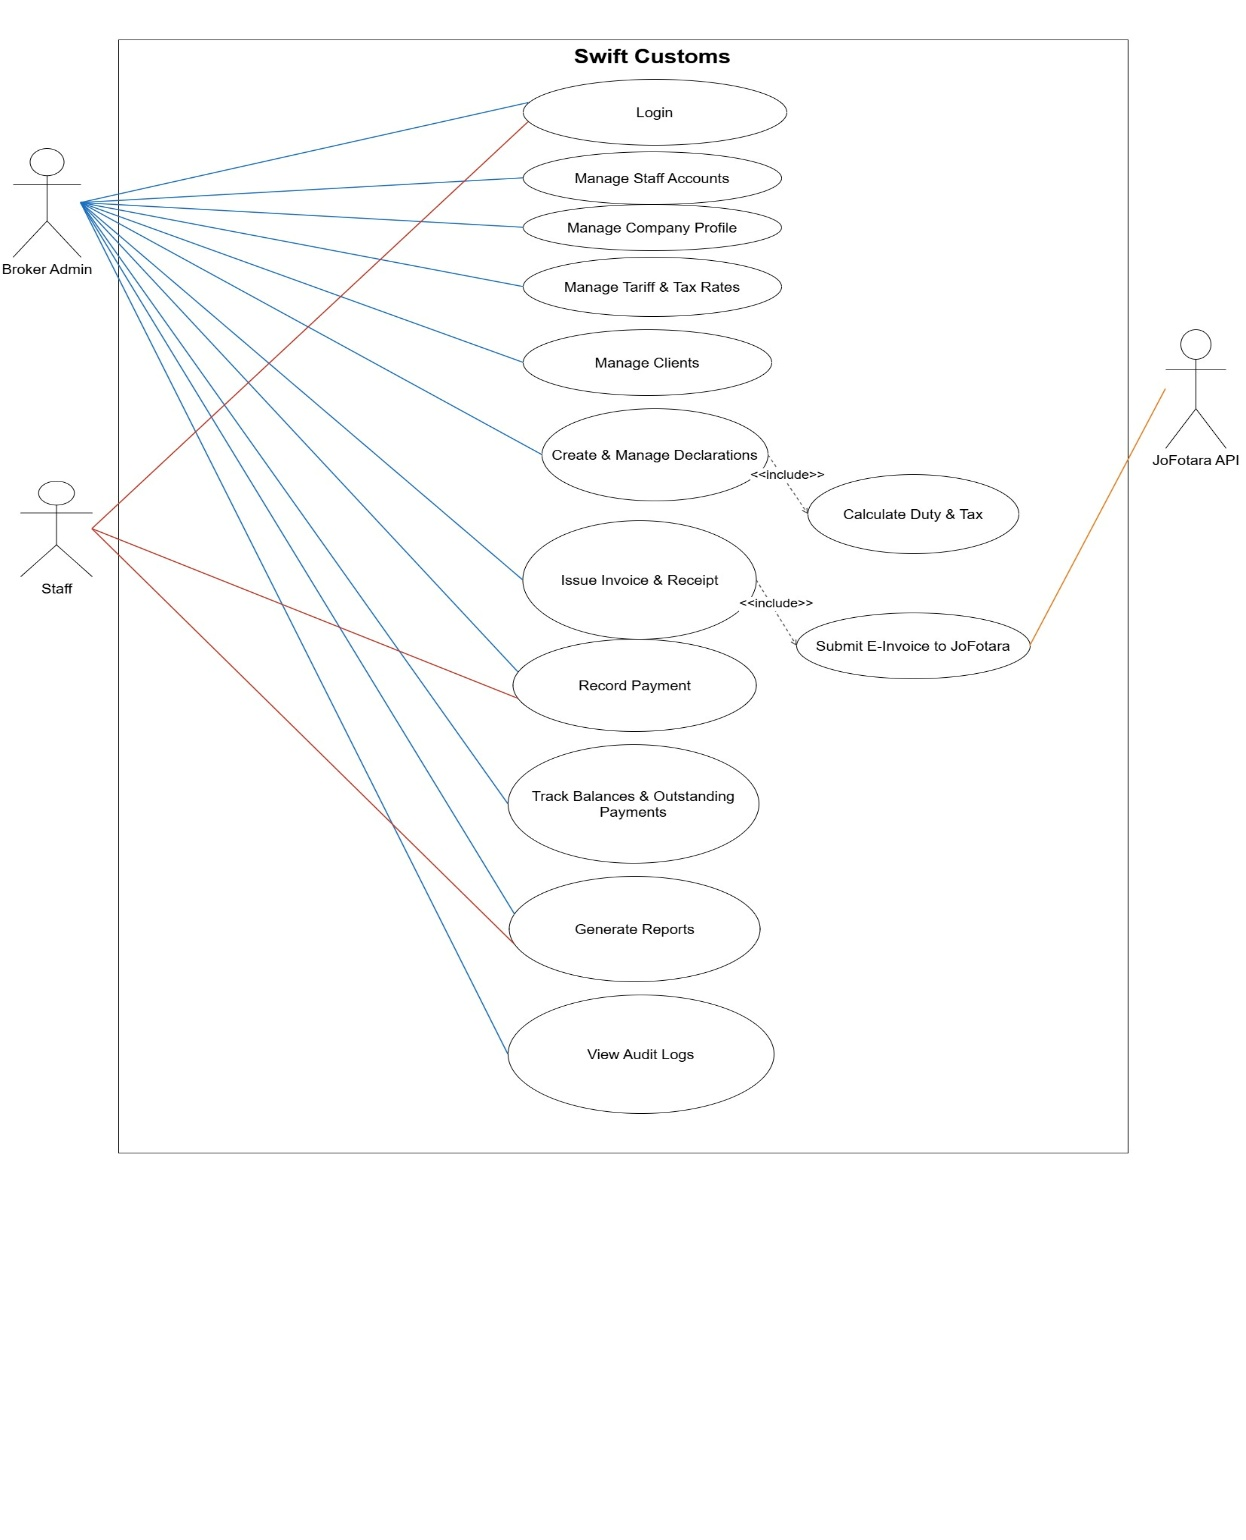 Swift Customs
Login
Manage Staff Accounts
Manage Company Profile
Broker Admin
Manage Tariff & Tax Rates
Manage Clients
Create & Manage Declarations
JoFotara API
<<include>>
Calculate Duty & Tax
Staff
Issue Invoice & Receipt
<<include>>
Submit E-Invoice to JoFotara
Record Payment
Track Balances & Outstanding
Payments
Generate Reports
View Audit Logs